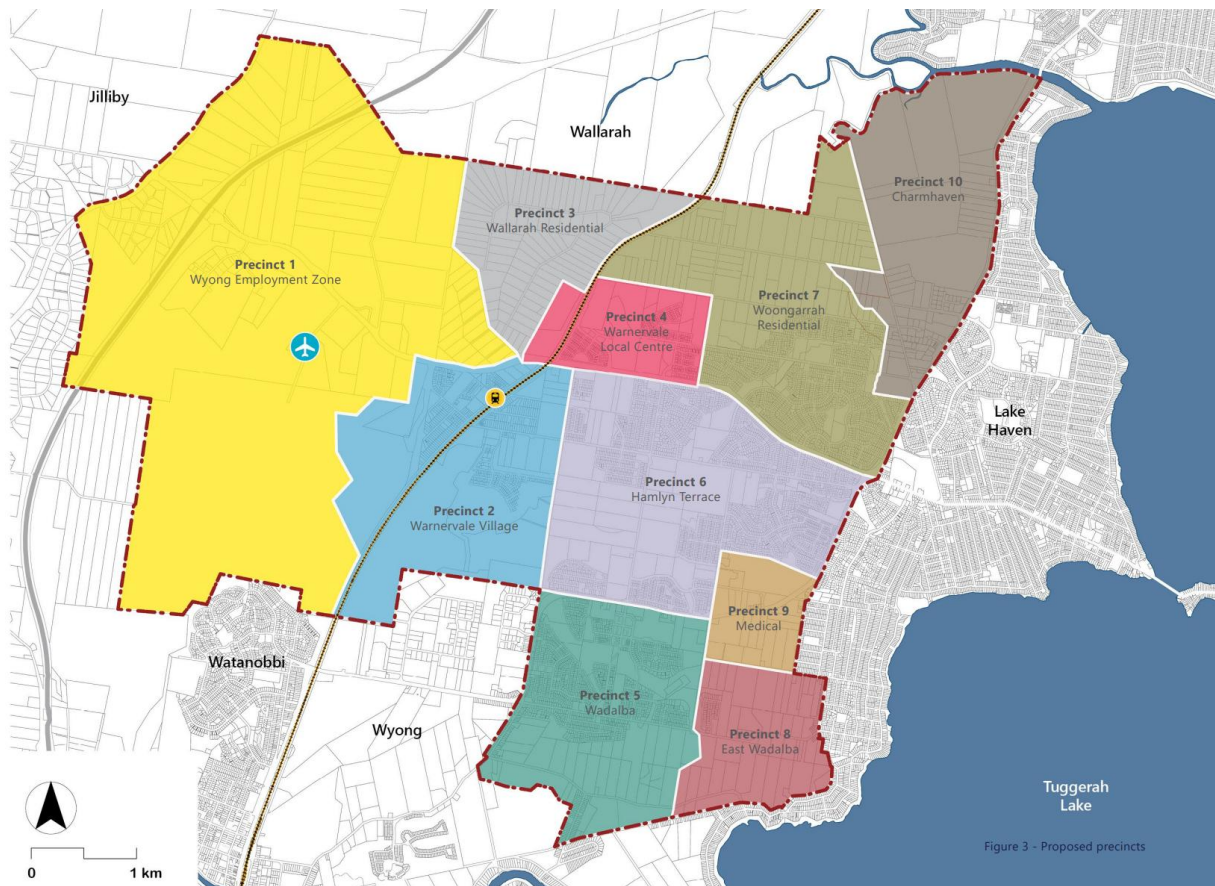 Jilliby
Wallarah
Precinct 10
Charmhaven
Precinct 3
Wallarah Residential
Precinct 1
Wyong Employment Zone
Precinct 7
Woongarrah
Residential
Precinct 4
Warnervale
Local Centre
Lake
Haven
Precinct 6
Hamlyn Terrace
Precinct 2
Warnervale Village
Precinct 9
Medical
Watanobbi
Precinct 5
Wadalba
Wyong
Precinct 8
East Wadalba
Tuggerah
Lake
Figure 3 - Proposed precincts
0 1 km